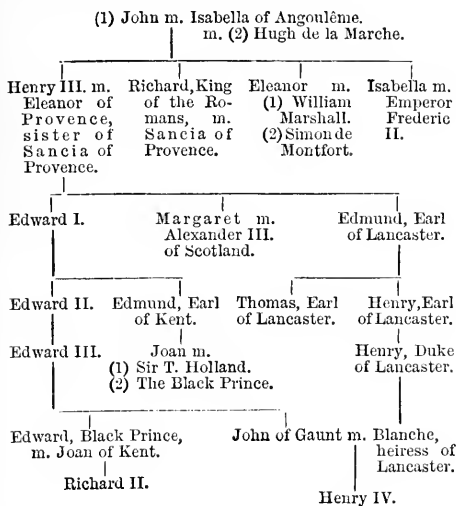 (1) John m. Isabella of Angoulême.
m. (2) Hugh de la Marche.
Henry III. m.
Eleanor of
Provence,
sister of
Sancia of
Provence.
Richard, King
of the Ro-
mans, m.
Sancia of
Provence.
Eleanor m.
(1) William
Marshall.
(2) Simon de
Montfort.
Isabella m.
Emperor
Frederic
II.
Edward I.
Margaret m.
Alexander III.
of Scotland.
Edmund, Earl
of Lancaster.
Edward II.
Edmund, Earl
of Kent.
Thomas, Earl
of Lancaster.
Henry, Earl
of Lancaster.
Edward III.
Joan m.
(1) Sir T. Holland.
(2) The Black Prince.
Henry, Duke
of Lancaster.
Edward, Black Prince,
m. Joan of Kent.
John of Gaunt m. Blanche,
heiress of
Lancaster.
Richard II.
Henry IV.